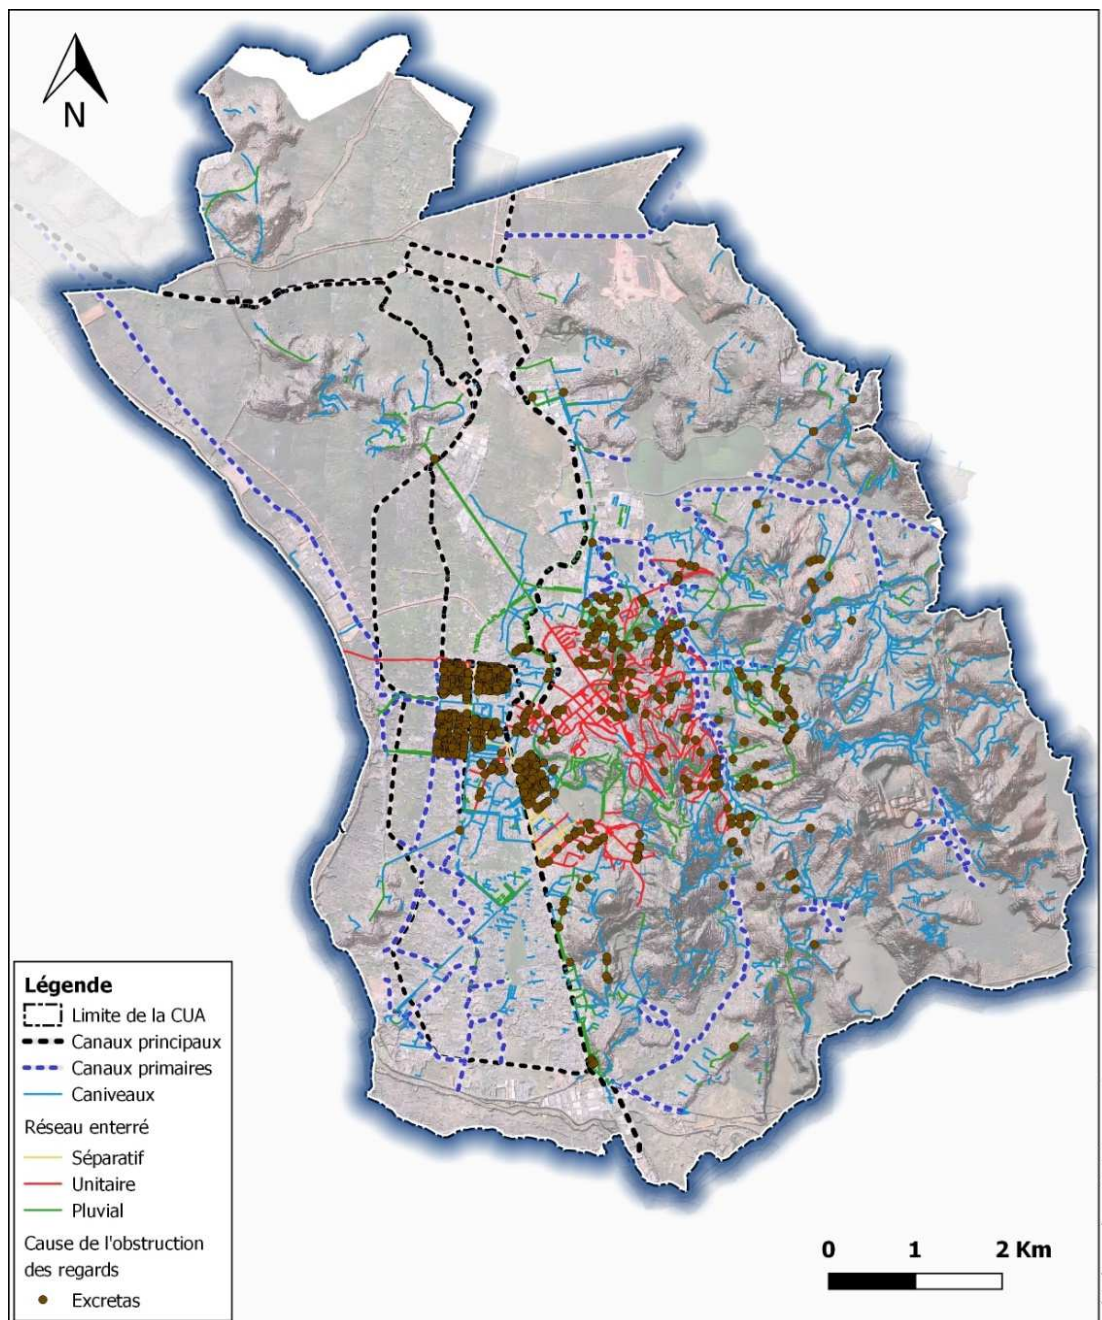 N
Légende
Limite de la CUA
Canaux principaux
Canaux primaires
Caniveaux
Réseau enterré
Séparatif
Unitaire
Pluvial
Cause de l'obstruction
des regards
Excretas
0 1 2 Km